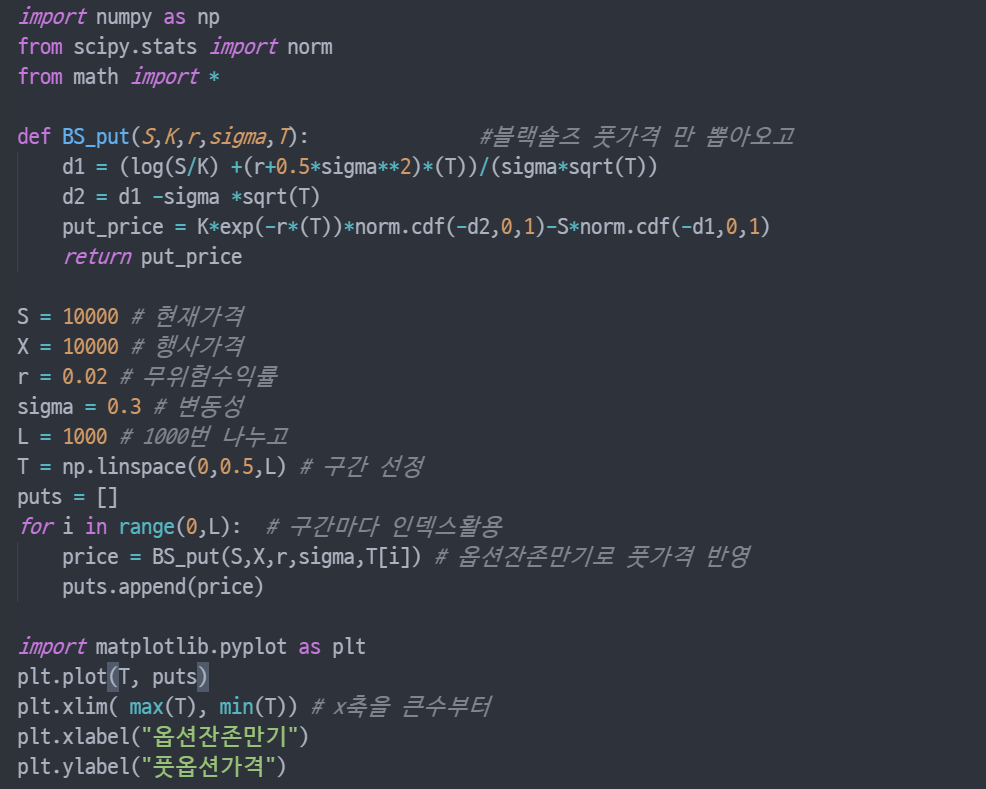 import numpy as np
from scipy.stats import norm
from math import *
def BS_put(S,K,r,sigma,T): #블랙숄즈 풋가격 만 뽑아오고
d1 = (log(S/K) +(r+0.5*sigma**2)*(T))/(sigma*sqrt(T))
d2 = d1 -sigma *sqrt(T)
put_price = K*exp(-r*(T))*norm.cdf(-d2,0,1)-S*norm.cdf(-d1,0,1)
return put_price
S = 10000 # 현재가격
X = 10000 # 행사가격
r = 0.02 # 무위험수익률
sigma = 0.3 # 변동성
L = 1000 # 1000번 나누고
T = np.linspace(0,0.5,L) # 구간 선정
puts = []
for i in range(0,L): # 구간마다 인덱스활용
price = BS_put(S,X,r,sigma,T[i]) # 옵션잔존만기로 풋가격 반영
puts.append(price)
import matplotlib.pyplot as plt
plt.plot(T, puts)
plt.xlim( max(T), min(T)) # x축을 큰수부터
plt.xlabel("옵션잔존만기")
plt.ylabel("풋옵션가격")